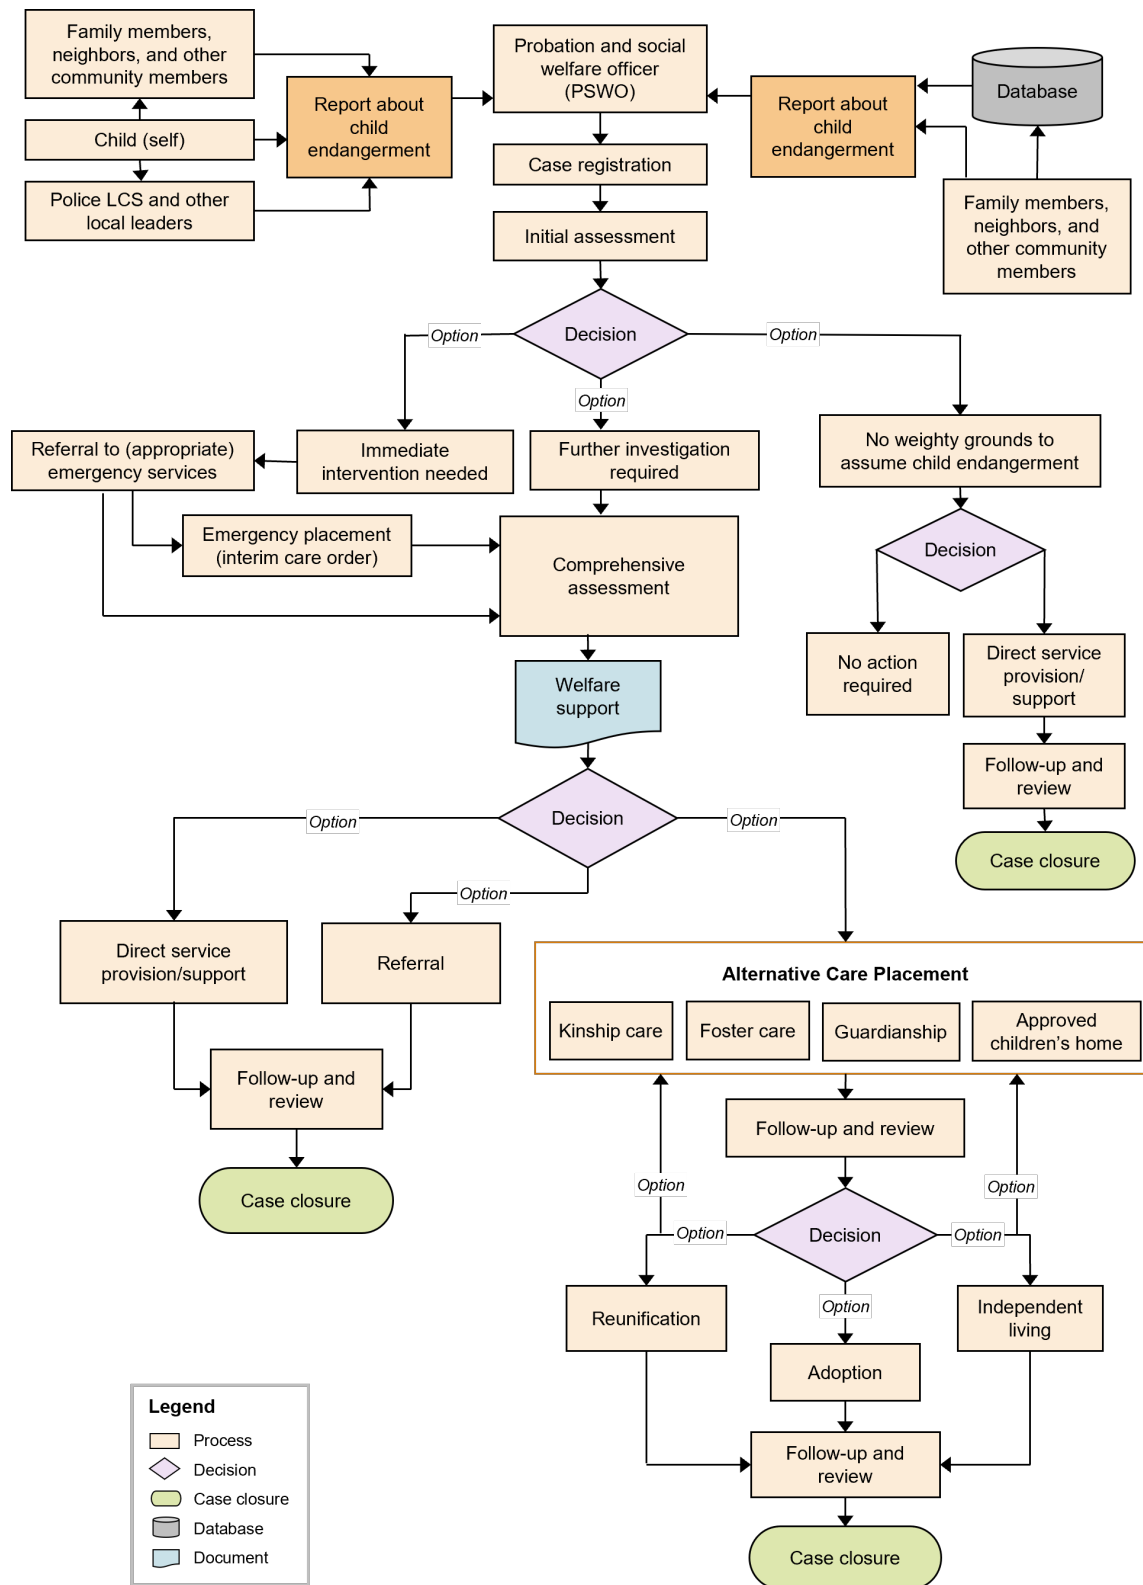 Family members,
neighbors, and other
community members
Child (self)
Police LCS and other
local leaders
Report about
child
endangerment
Probation and social
welfare officer
(PSWO)
Case registration
Initial assessment
Report about
child
endangerment
Database
Family members,
neighbors, and
other community
members
Option
Decision
Option
Option
Referral to (appropriate)
emergency services
Immediate
intervention needed
Further investigation
required
No weighty grounds to
assume child endangerment
Emergency placement
(interim care order)
Comprehensive
assessment
Decision
No action
required
Direct service
provision/
support
Welfare
support
Follow-up and
review
Case closure
Option
Decision
Option
Option
Direct service
provision/support
Referral
Follow-up and
review
Case closure
Alternative Care Placement
Kinship care
Foster care
Guardianship
Approved
children’s home
Follow-up and review
Option
Option
Option
Decision
Option
Option
Reunification
Independent
living
Adoption
Follow-up and
review
Case closure
Legend
Process
Decision
Case closure
Database
Document